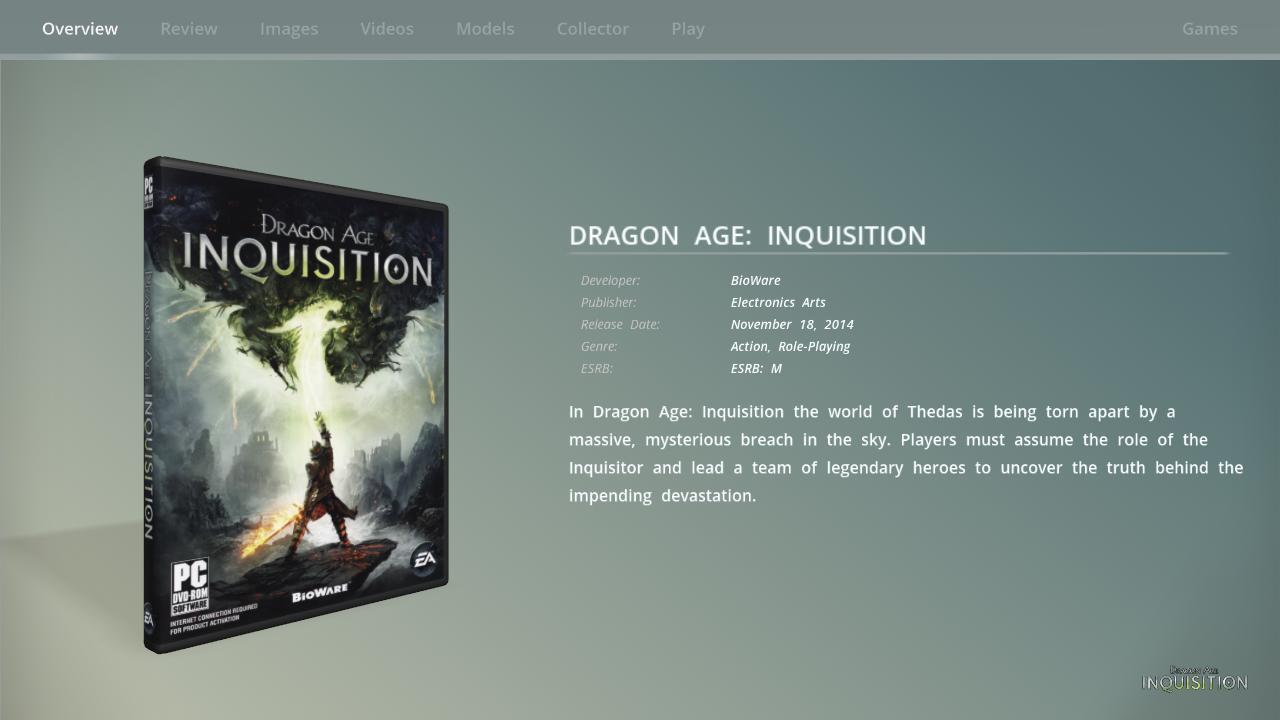 Overview Review Images Videos Models Collector Play Games
PC
DVD-ROM
SOFTWARE
DRAGON AGE
INQUISITION
DRAGON AGE INQUISITION
PC
DVD-ROM
SOFTWARE
INTERNET CONNECTION REQUIRED
FOR PRODUCT ACTIVATION
BIOWARE
EA
EA
DRAGON AGE: INQUISITION
Developer: BioWare
Publisher: Electronics Arts
Release Date: November 18, 2014
Genre: Action, Role-Playing
ESRB: ESRB: M
In Dragon Age: Inquisition the world of Thedas is being torn apart by a
massive, mysterious breach in the sky. Players must assume the role of the
Inquisitor and lead a team of legendary heroes to uncover the truth behind the
impending devastation.
DRAGON AGE
INQUISITION